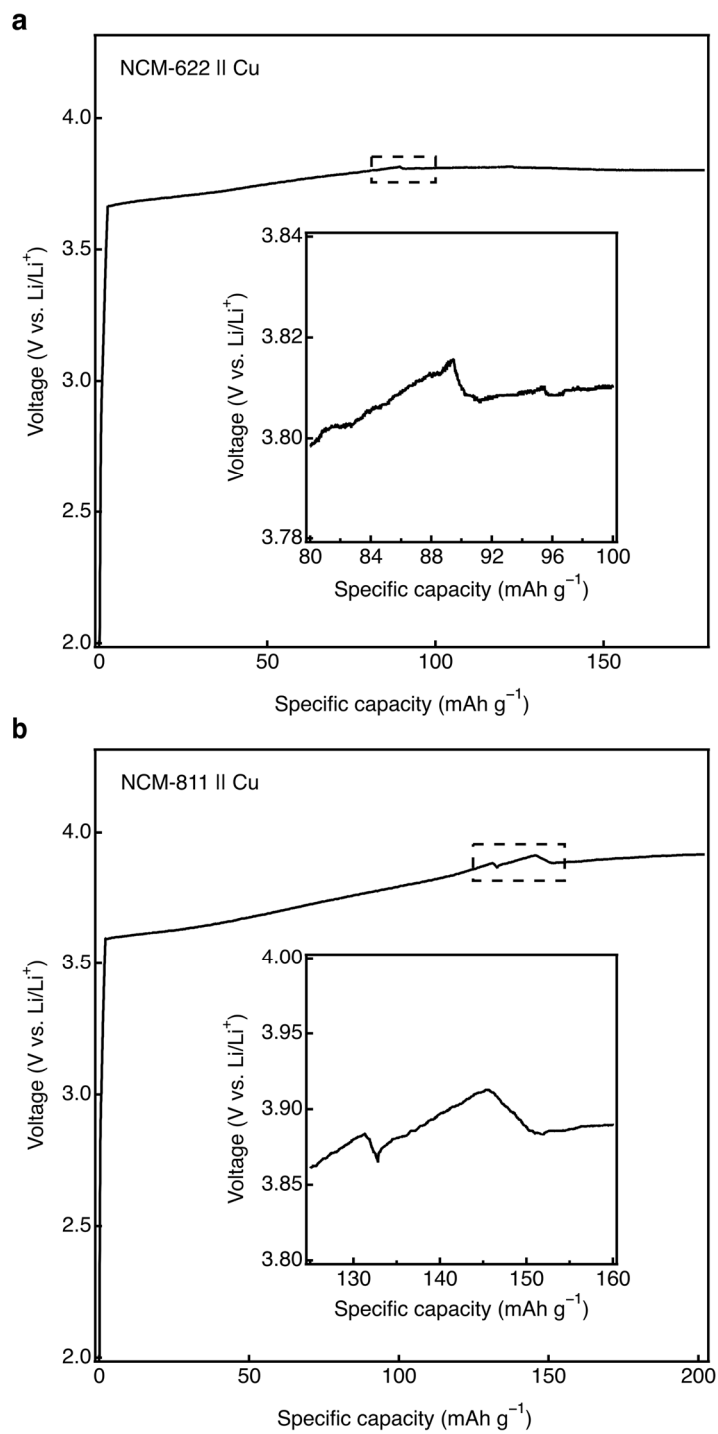 a
NCM-622 || Cu
4.0
3.5
3.0
2.5
2.0
Voltage (V vs. Li/Li⁺)
0
50
100
150
Specific capacity (mAh g⁻¹)
3.84
3.82
3.80
3.78
Voltage (V vs. Li/Li⁺)
80 84 88 92 96 100
Specific capacity (mAh g⁻¹)
b
NCM-811 || Cu
4.0
3.5
3.0
2.5
2.0
Voltage (V vs. Li/Li⁺)
0 50 100 150 200
Specific capacity (mAh g⁻¹)
4.00
3.95
3.90
3.85
3.80
Voltage (V vs. Li/Li⁺)
130 140 150 160
Specific capacity (mAh g⁻¹)